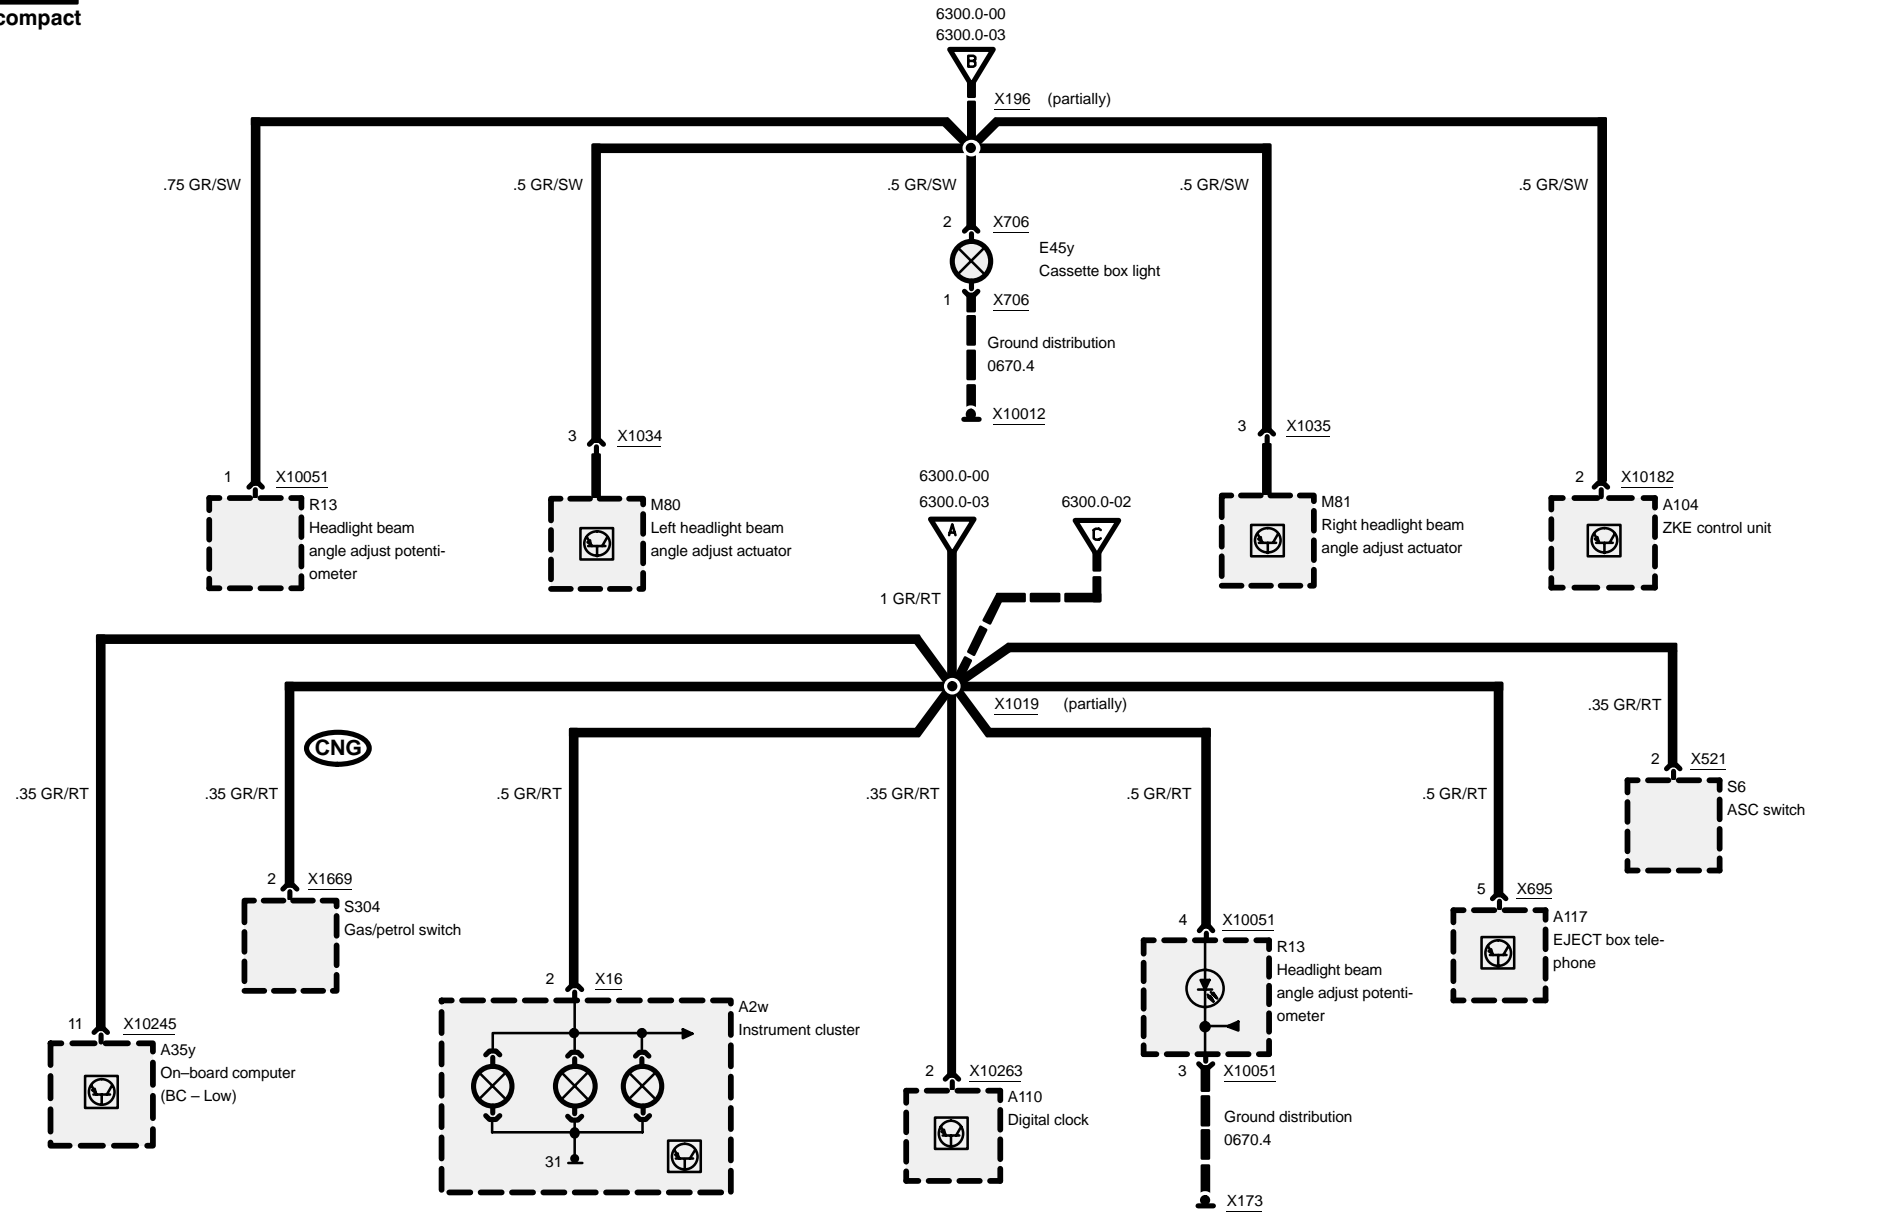 compact
6300.0-00
6300.0-03
B
X196 (partially)
.75 GR/SW
.5 GR/SW
.5 GR/SW
.5 GR/SW
.5 GR/SW
2 X706
E45y
Cassette box light
1 X706
Ground distribution
0670.4
X10012
3 X1034
3 X1035
1 X10051
2 X10182
R13
Headlight beam
angle adjust potenti-
ometer
M80
Left headlight beam
angle adjust actuator
M81
Right headlight beam
angle adjust actuator
A104
ZKE control unit
6300.0-00
6300.0-03
A
6300.0-02
C
1 GR/RT
X1019 (partially)
.35 GR/RT
CNG
.35 GR/RT
.35 GR/RT
.5 GR/RT
.35 GR/RT
.5 GR/RT
.5 GR/RT
2 X521
S6
ASC switch
2 X1669
S304
Gas/petrol switch
5 X695
A117
EJECT box tele-
phone
4 X10051
R13
Headlight beam
angle adjust potenti-
ometer
2 X16
A2w
Instrument cluster
31
11 X10245
A35y
On–board computer
(BC – Low)
2 X10263
A110
Digital clock
3 X10051
Ground distribution
0670.4
X173